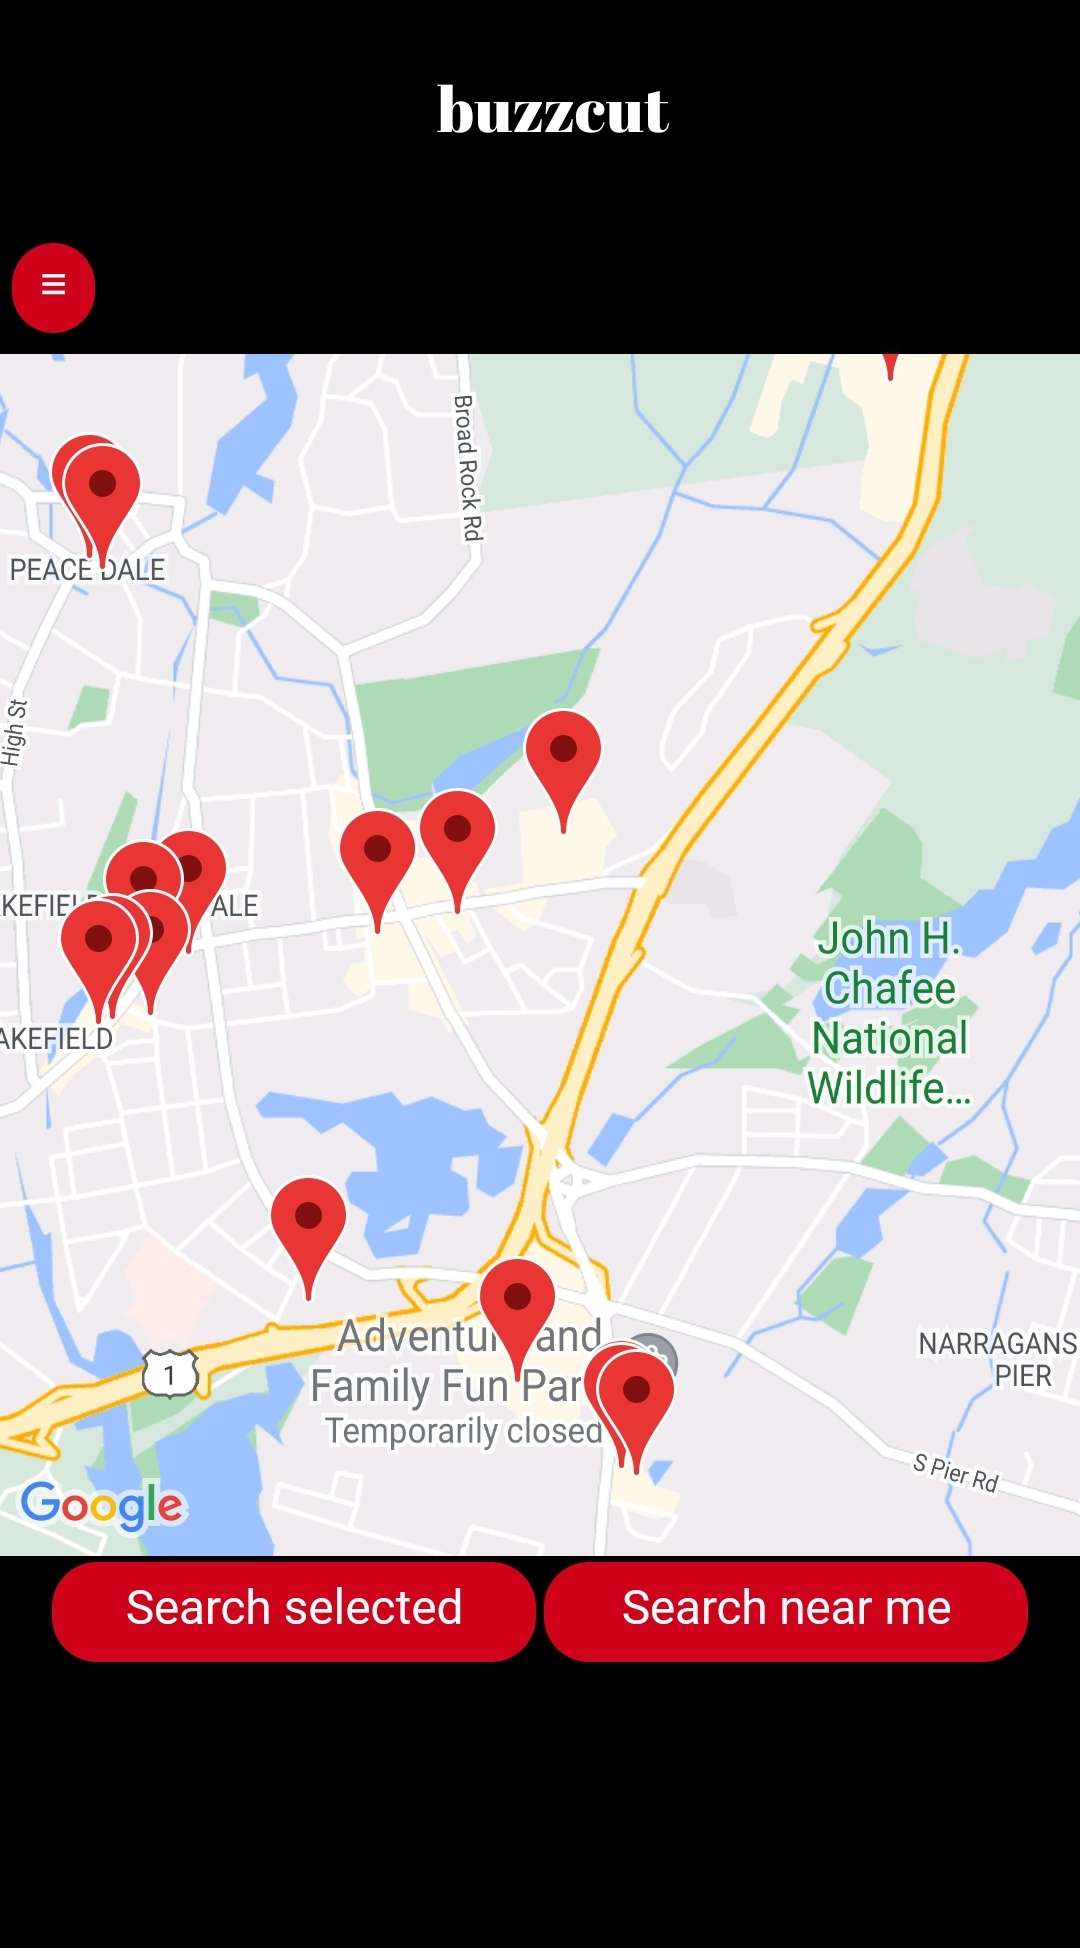 buzzcut
Broad Rock Rd
PEACE DALE
High St
ALE
AKEFIELD
John H.
Chafee
National
Wildlife...
Family Fun Par
Temporarily closed
1
NARRAGANS
PIER
S Pier Rd
Google
Search selected
Search near me